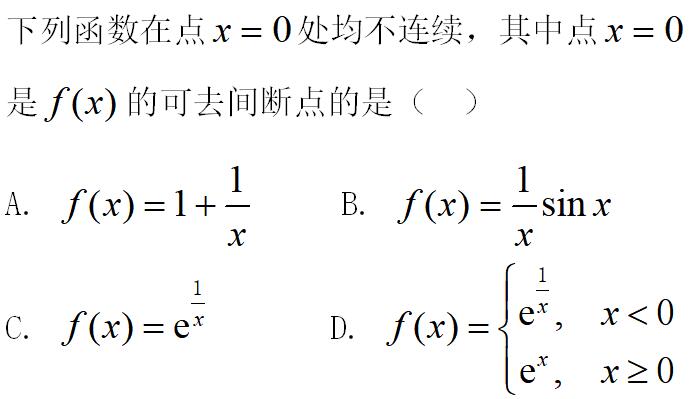 下列函数在点 x = 0 处均不连续，其中点 x = 0
是 f(x) 的可去间断点的是（ ）
A. f(x) = 1 + \frac{1}{x} B. f(x) = \frac{1}{x} sin x
C. f(x) = e^{\frac{1}{x}} D. f(x) = \begin{cases} e^{\frac{1}{x}}, & x < 0 \\ e^{x}, & x ≥ 0 \end{cases}